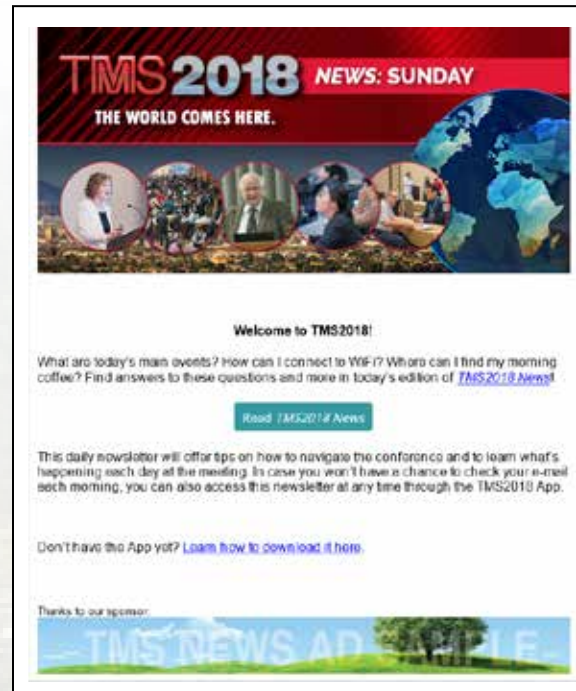 TMS2018 NEWS: SUNDAY
THE WORLD COMES HERE.
Welcome to TMS2018!
What are today's main events? How can I connect to WiFi? Where can I find my morning
coffee? Find answers to these questions and more in today's edition of TMS2018 News!
Read TMS2018 News
This daily newsletter will offer tips on how to navigate the conference and to learn what's
happening each day at the meeting. In case you won't have a chance to check your e-mail
each morning, you can also access this newsletter at any time through the TMS2018 App.
Don't have the App yet? Learn how to download it here.
Thanks to our sponsor:
- TMS NEWS AD SAMPLE -